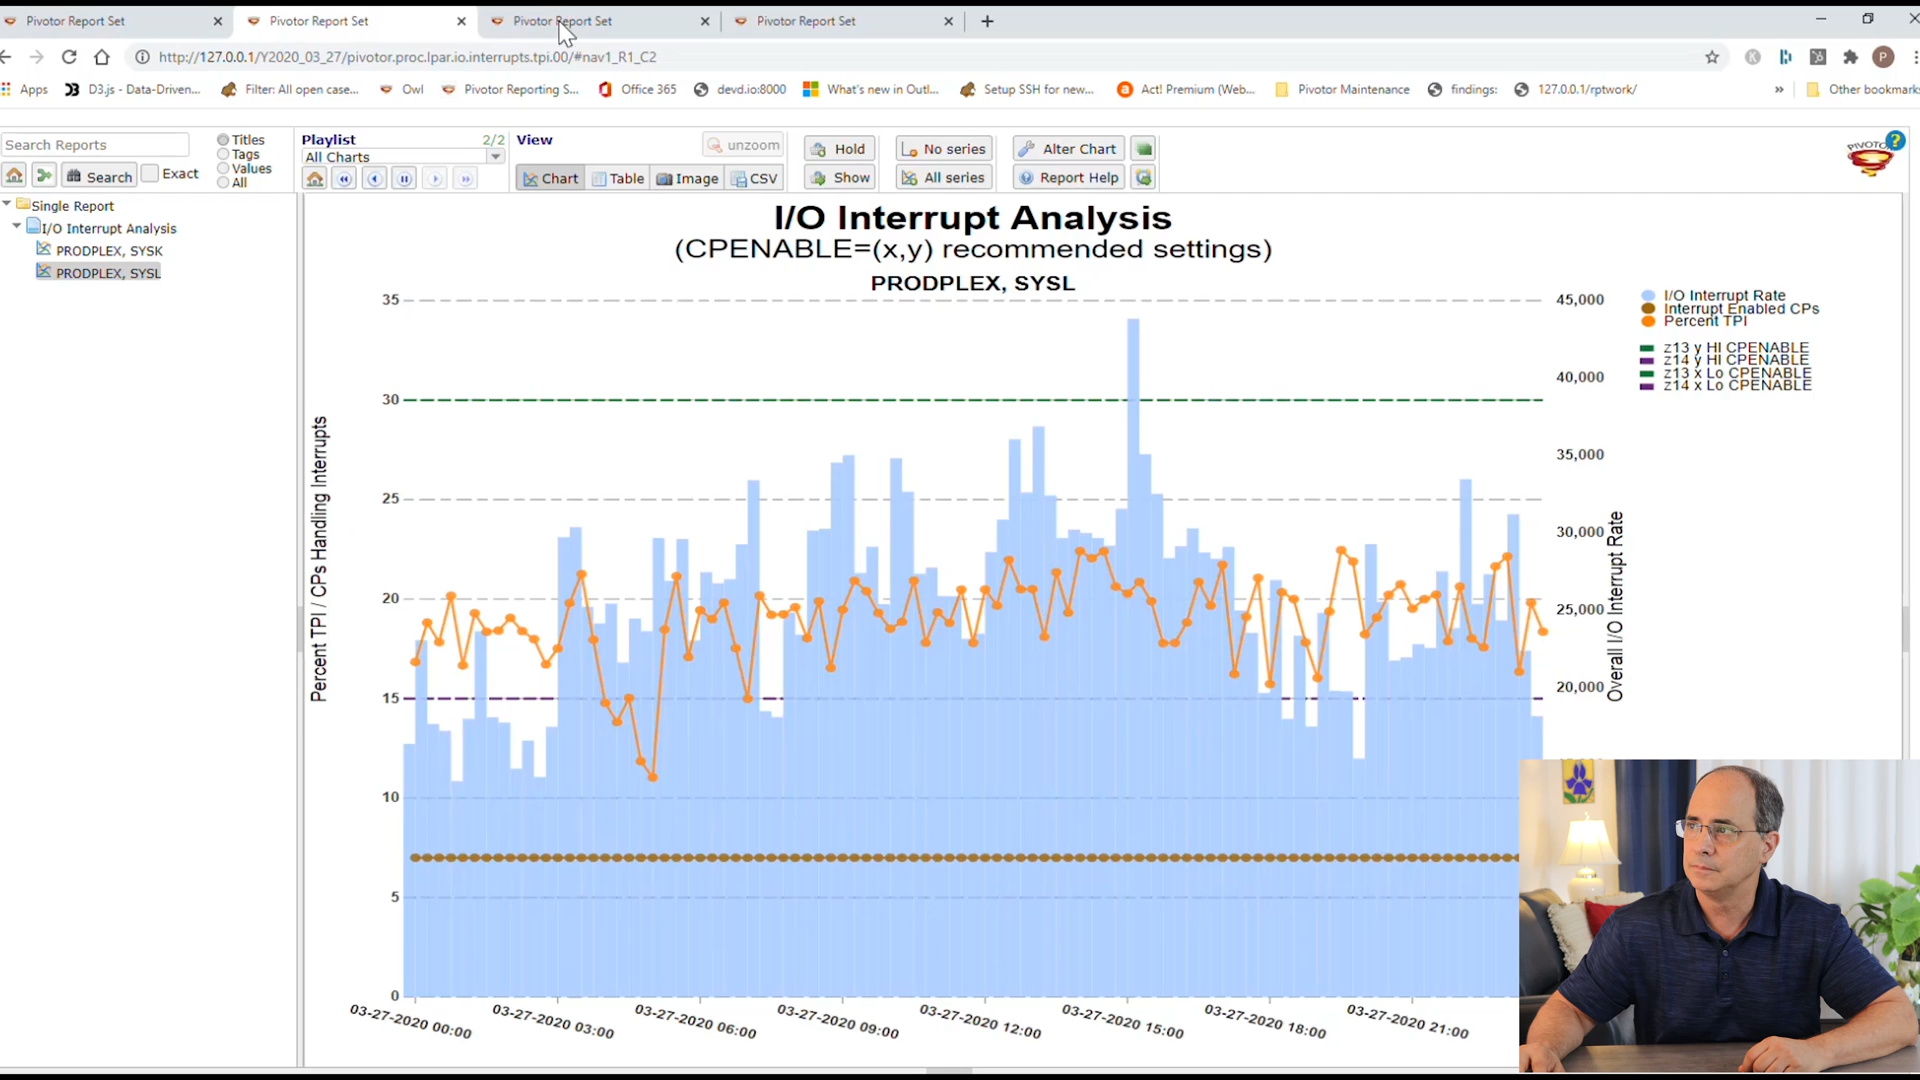 Pivotor Report Set
Pivotor Report Set
Pivotor Report Set
Pivotor Report Set
http://127.0.0.1/Y2020_03_27/pivotor.proc.lpar.io.interrupts.tpi.00/#nav1_R1_C2
P
Apps
D3.js - Data-Driven...
Filter: All open case...
Owl
Pivotor Reporting S...
Office 365
devd.io:8000
What's new in Outl...
Setup SSH for new...
Act! Premium (Web...
Pivotor Maintenance
findings:
127.0.0.1/rptwork/
»
Other bookmarks
Search Reports
Search
Exact
Titles
Tags
Values
All
Playlist 2/2
All Charts
View
unzoom
Chart
Table
Image
CSV
Hold
Show
No series
All series
Alter Chart
Report Help
PIVOTOR
?
Single Report
I/O Interrupt Analysis
PRODPLEX, SYSK
PRODPLEX, SYSL
I/O Interrupt Analysis
(CPENABLE=(x,y) recommended settings)
PRODPLEX, SYSL
Percent TPI / CPs Handling Interrupts
35
30
25
20
15
10
5
0
45,000
40,000
35,000
30,000
25,000
20,000
Overall I/O Interrupt Rate
I/O Interrupt Rate
Interrupt Enabled CPs
Percent TPI
z13 y HI CPENABLE
z14 y HI CPENABLE
z13 x Lo CPENABLE
z14 x Lo CPENABLE
03-27-2020 00:00
03-27-2020 03:00
03-27-2020 06:00
03-27-2020 09:00
03-27-2020 12:00
03-27-2020 15:00
03-27-2020 18:00
03-27-2020 21:00